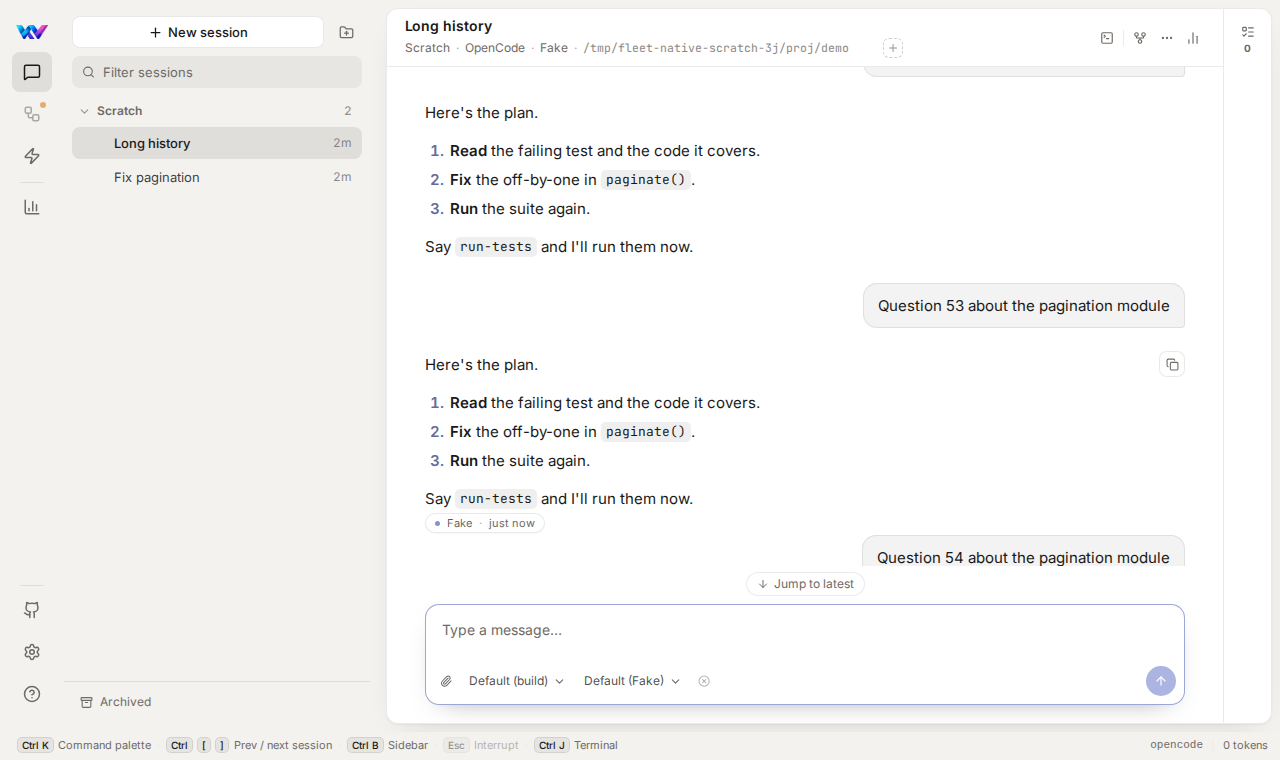 New session
Filter sessions
Scratch 2
Long history 2m
Fix pagination 2m
Archived
Long history
Scratch · OpenCode · Fake · /tmp/fleet-native-scratch-3j/proj/demo
0
Here's the plan.
1. Read the failing test and the code it covers.
2. Fix the off-by-one in paginate().
3. Run the suite again.
Say run-tests and I'll run them now.
Question 53 about the pagination module
Here's the plan.
1. Read the failing test and the code it covers.
2. Fix the off-by-one in paginate().
3. Run the suite again.
Say run-tests and I'll run them now.
Fake · just now
Question 54 about the pagination module
Jump to latest
Type a message...
Default (build) Default (Fake)
Ctrl K Command palette Ctrl [ ] Prev / next session Ctrl B Sidebar Esc Interrupt Ctrl J Terminal opencode 0 tokens